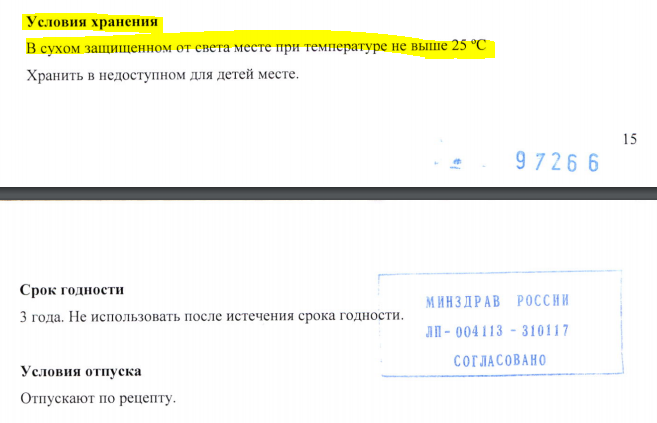 Условия хранения
В сухом защищенном от света месте при температуре не выше 25 ºС
Хранить в недоступном для детей месте.
15
97266
Срок годности
3 года. Не использовать после истечения срока годности.
МИНЗДРАВ РОССИИ
ЛП - 004113 - 310117
СОГЛАСОВАНО
Условия отпуска
Отпускают по рецепту.